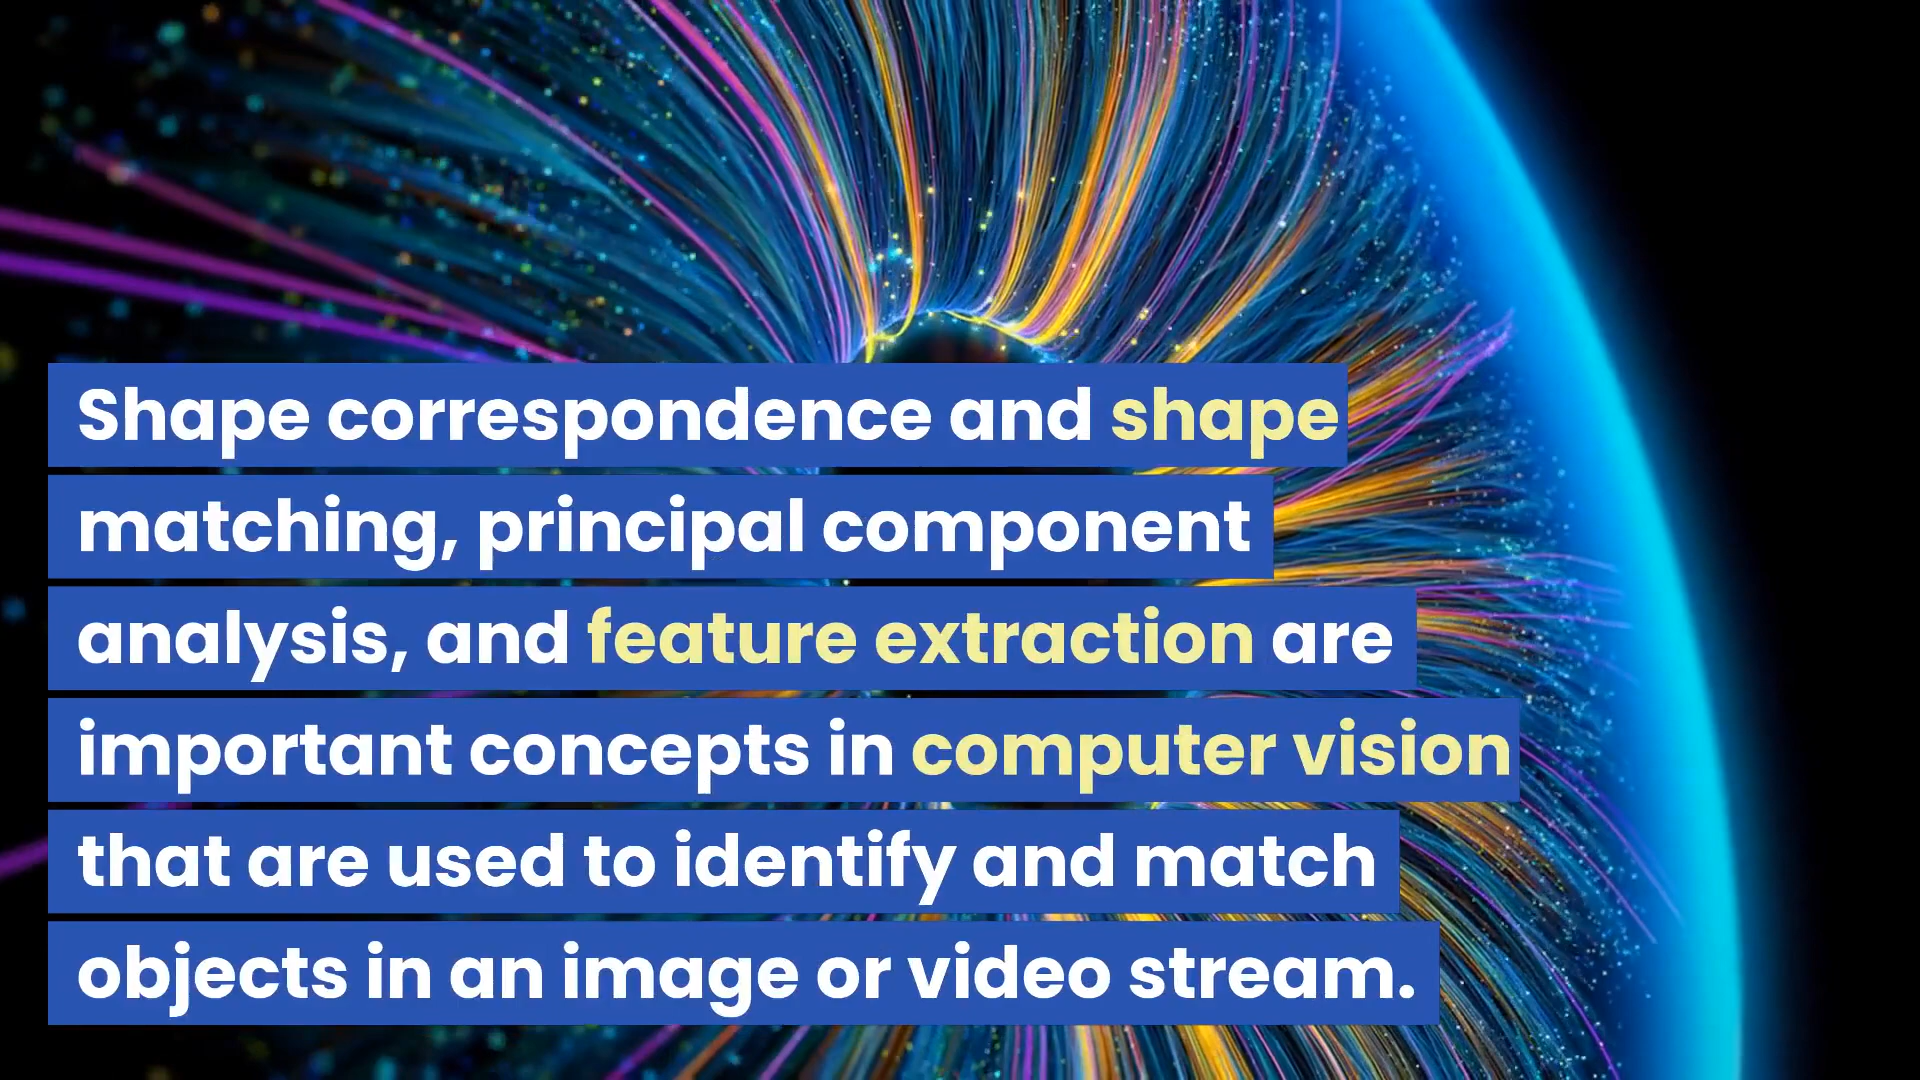 Shape correspondence and shape
matching, principal component
analysis, and feature extraction are
important concepts in computer vision
that are used to identify and match
objects in an image or video stream.